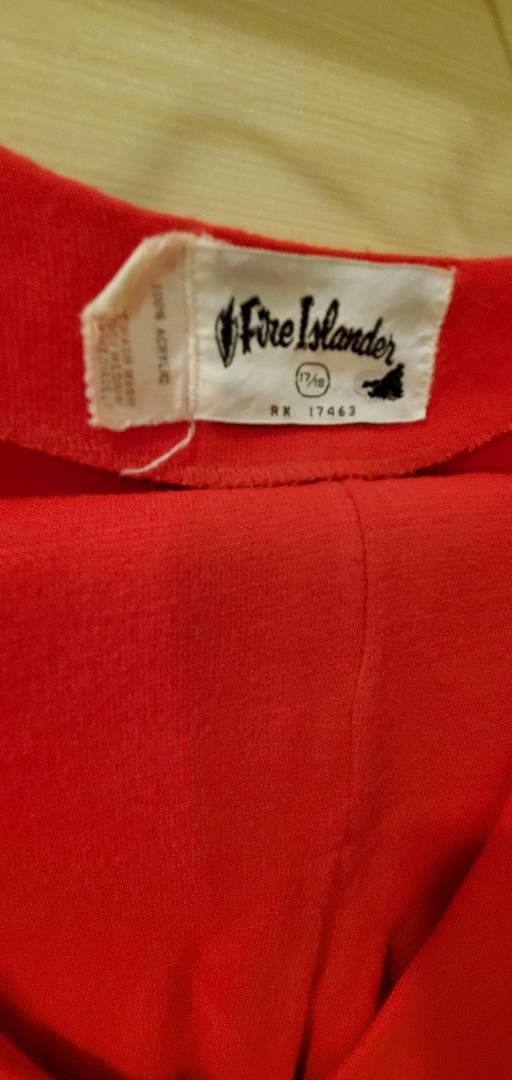 Fire Islander
17/18
RK 17463
100% ACRYLIC